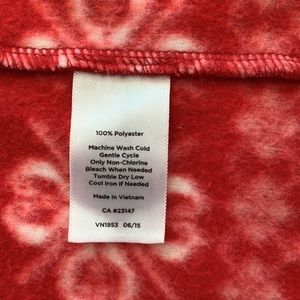 100% Polyester
Machine Wash Cold
Gentle Cycle
Only Non-Chlorine
Bleach When Needed
Tumble Dry Low
Cool Iron If Needed
Made in Vietnam
CA #23147
VN1953 06/15